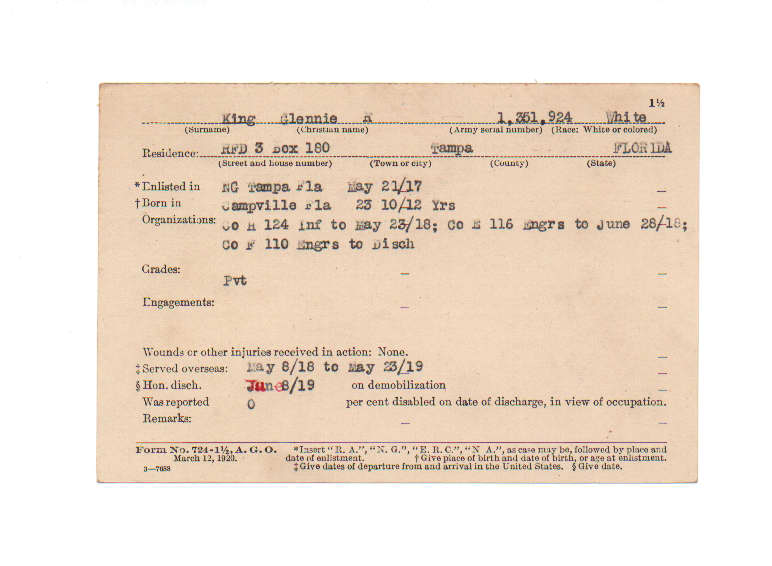 1½
King Glennie 1,351,924 White
(Surname) (Christian name) (Army serial number) (Race: White or colored)
Residence: RFD 3 Box 180 Tampa FLORIDA
(Street and house number) (Town or city) (County) (State)
*Enlisted in NG Tampa Fla May 21/17 —
†Born in Campville Fla 23 10/12 Yrs —
Organizations: Co H 124 Inf to May 23/18; Co E 116 Engrs to June 28/18;
Co F 110 Engrs to Disch
Grades: — —
Pvt
Engagements: — —
Wounds or other injuries received in action: None. —
‡Served overseas: May 8/18 to May 23/19 —
§Hon. disch. June8/19 on demobilization —
Was reported 0 per cent disabled on date of discharge, in view of occupation.
Remarks: — —
Form No. 724-1½, A. G. O. *Insert "R. A.", "N. G.", "E. R. C.", "N A.", as case may be, followed by place and
March 12, 1920. date of enlistment. †Give place of birth and date of birth, or age at enlistment.
3—7688 ‡Give dates of departure from and arrival in the United States. §Give date.